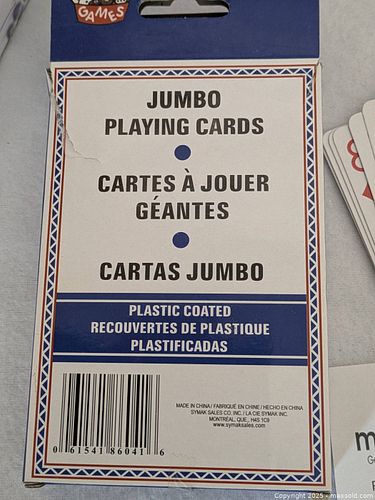 GAMES
JUMBO
PLAYING CARDS
CARTES À JOUER
GÉANTES
CARTAS JUMBO
PLASTIC COATED
RECOUVERTES DE PLASTIQUE
PLASTIFICADAS
MADE IN CHINA / FABRIQUÉ EN CHINE / HECHO EN CHINA
SYMAK SALES CO. INC. / LA CIE SYMAK INC.
MONTRÉAL, QUE., H4S 1C9
www.symaksales.com
0 61541 86041 6
8
m
Copyright 2025 - maxsold.com